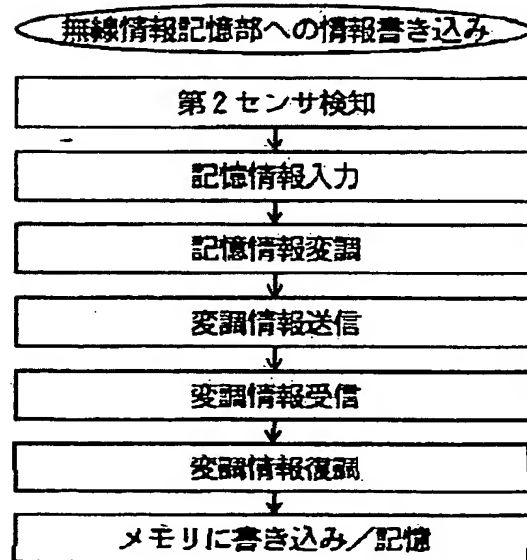 無線情報記憶部への情報書き込み
第2センサ検知
記憶情報入力
記憶情報変調
変調情報送信
変調情報受信
変調情報復調
メモリに書き込み／記憶